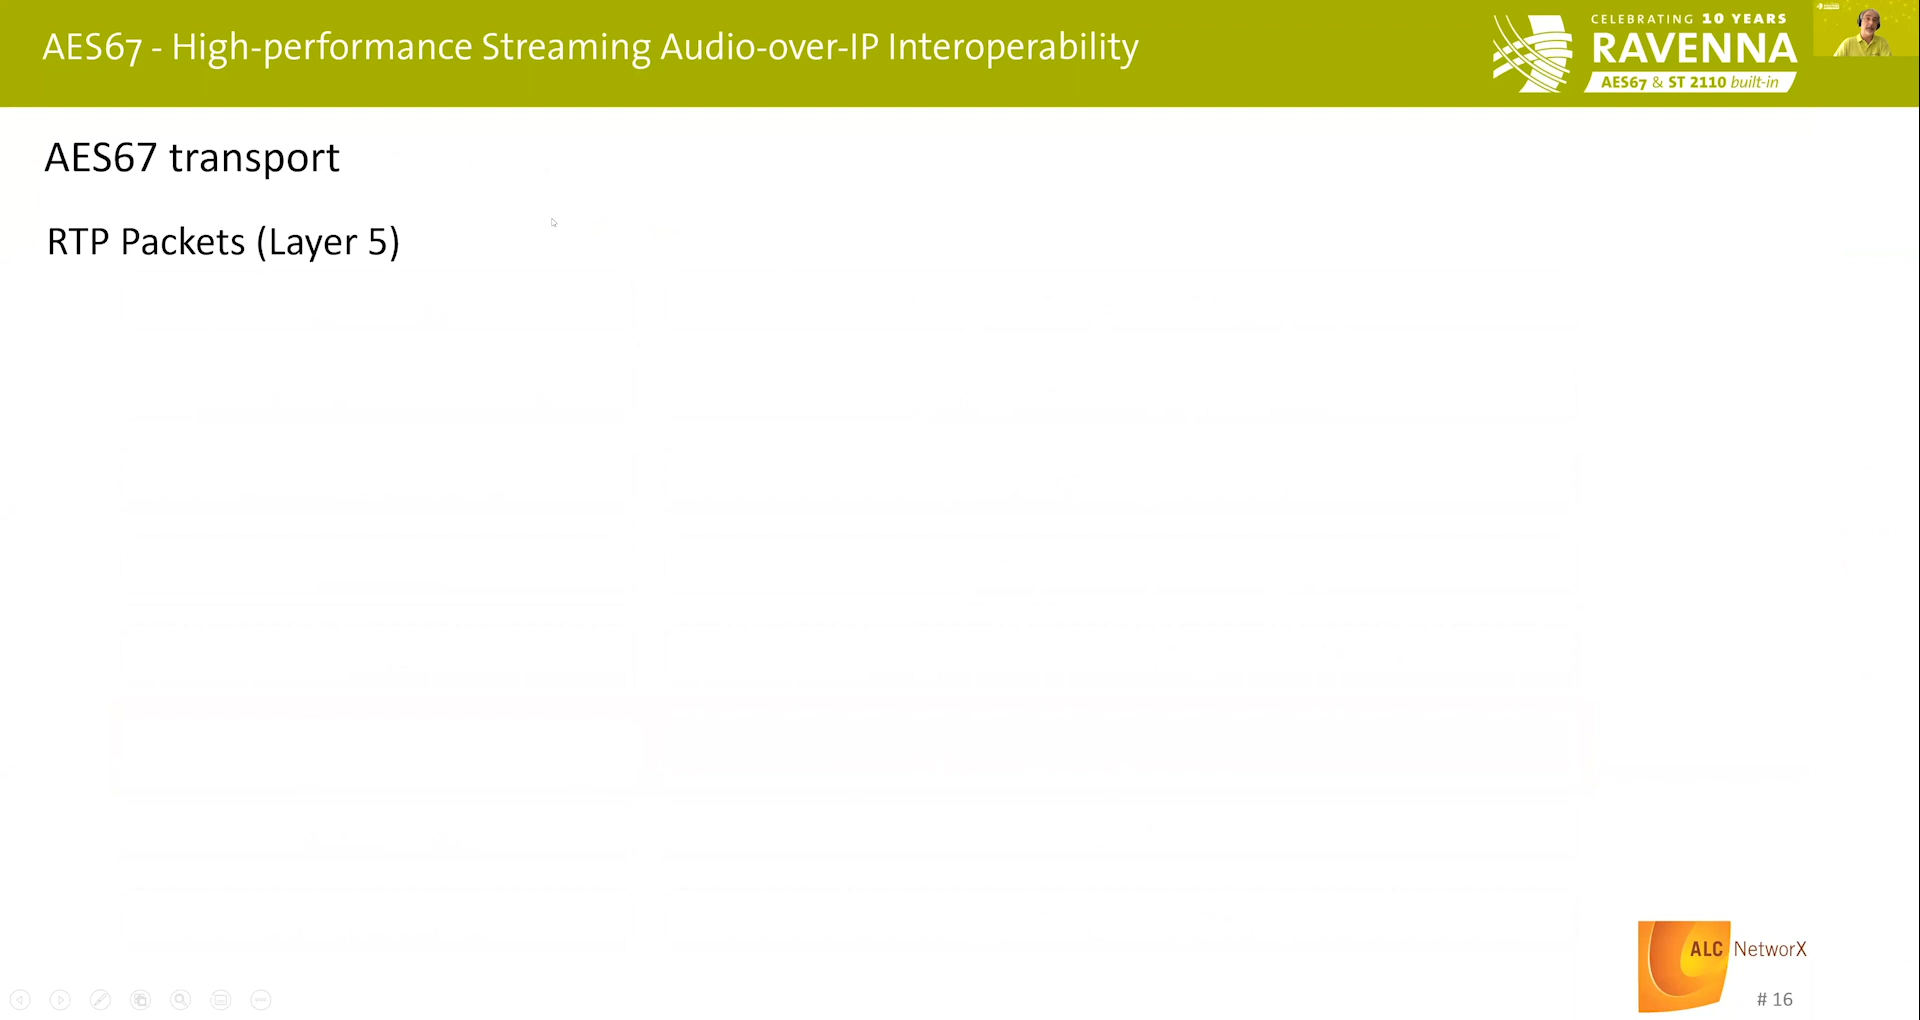 AES67 - High-performance Streaming Audio-over-IP Interoperability
CELEBRATING 10 YEARS
RAVENNA
AES67 & ST 2110 built-in
AES67 transport
RTP Packets (Layer 5)
ALC NetworX
# 16